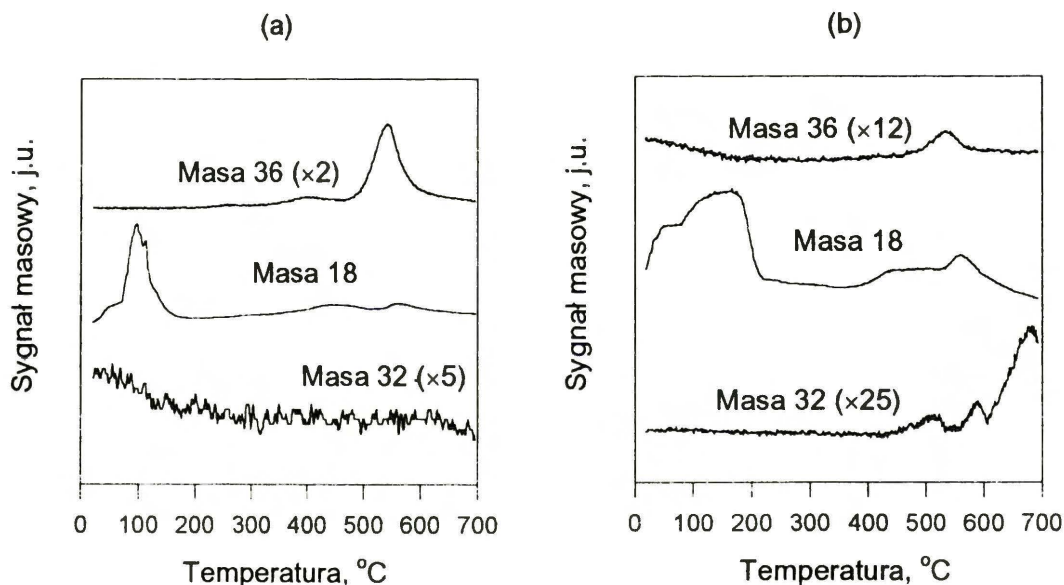 (a)
Sygnał masowy, j.u.
Masa 36 (×2)
Masa 18
Masa 32 (×5)
0 100 200 300 400 500 600 700
Temperatura, °C
(b)
Sygnał masowy, j.u.
Masa 36 (×12)
Masa 18
Masa 32 (×25)
0 100 200 300 400 500 600 700
Temperatura, °C